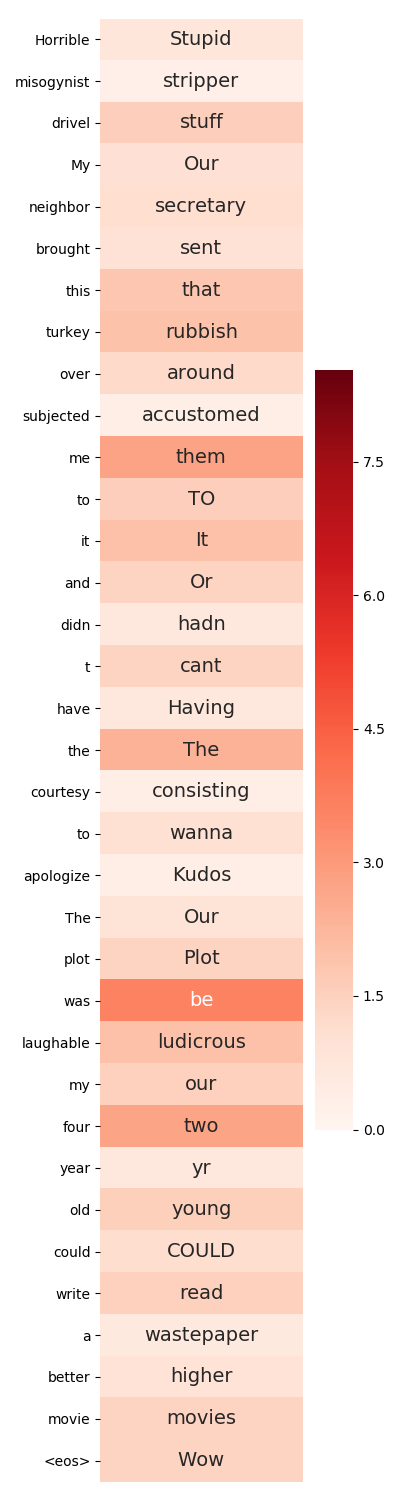 Horrible Stupid
misogynist stripper
drivel stuff
My Our
neighbor secretary
brought sent
this that
turkey rubbish
over around
subjected accustomed
me them
7.5
to TO
it It
and Or
6.0
didn hadn
t cant
have Having
4.5
the The
courtesy consisting
to wanna
3.0
apologize Kudos
The Our
plot Plot
1.5
was be
laughable ludicrous
my our
four two
0.0
year yr
old young
could COULD
write read
a wastepaper
better higher
movie movies
<eos> Wow